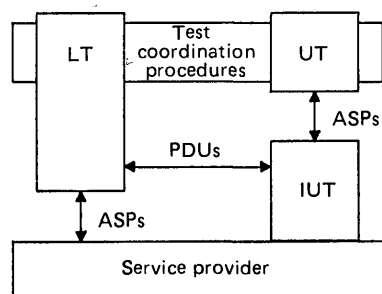 LT
Test
coordination
procedures
UT
ASPs
PDUs
IUT
ASPs
Service provider